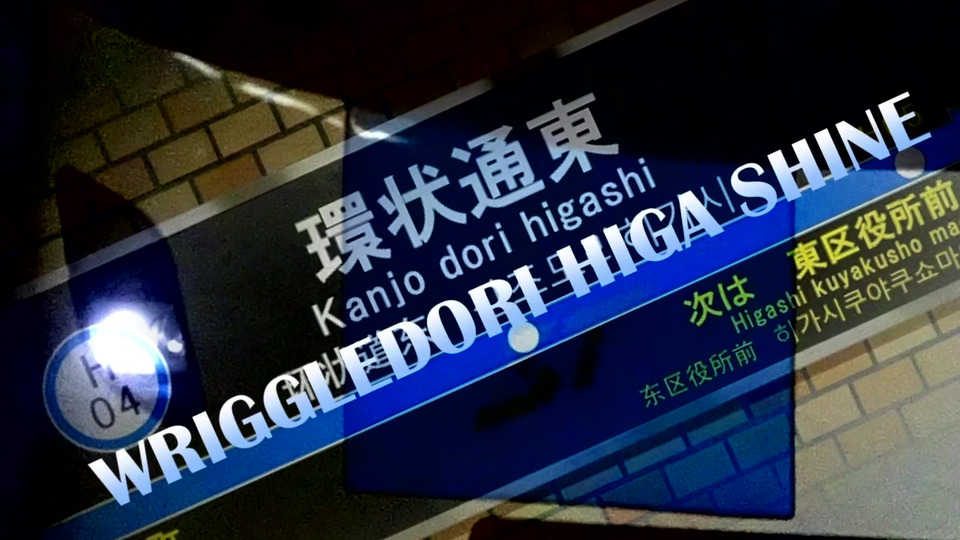 環状通東
Kanjo dori higashi
H
04
WRIGGLEDORI HIGA SHINE
次は 東区役所前
Higashi kuyakusho ma
히가시쿠야쿠쇼마
东区役所前